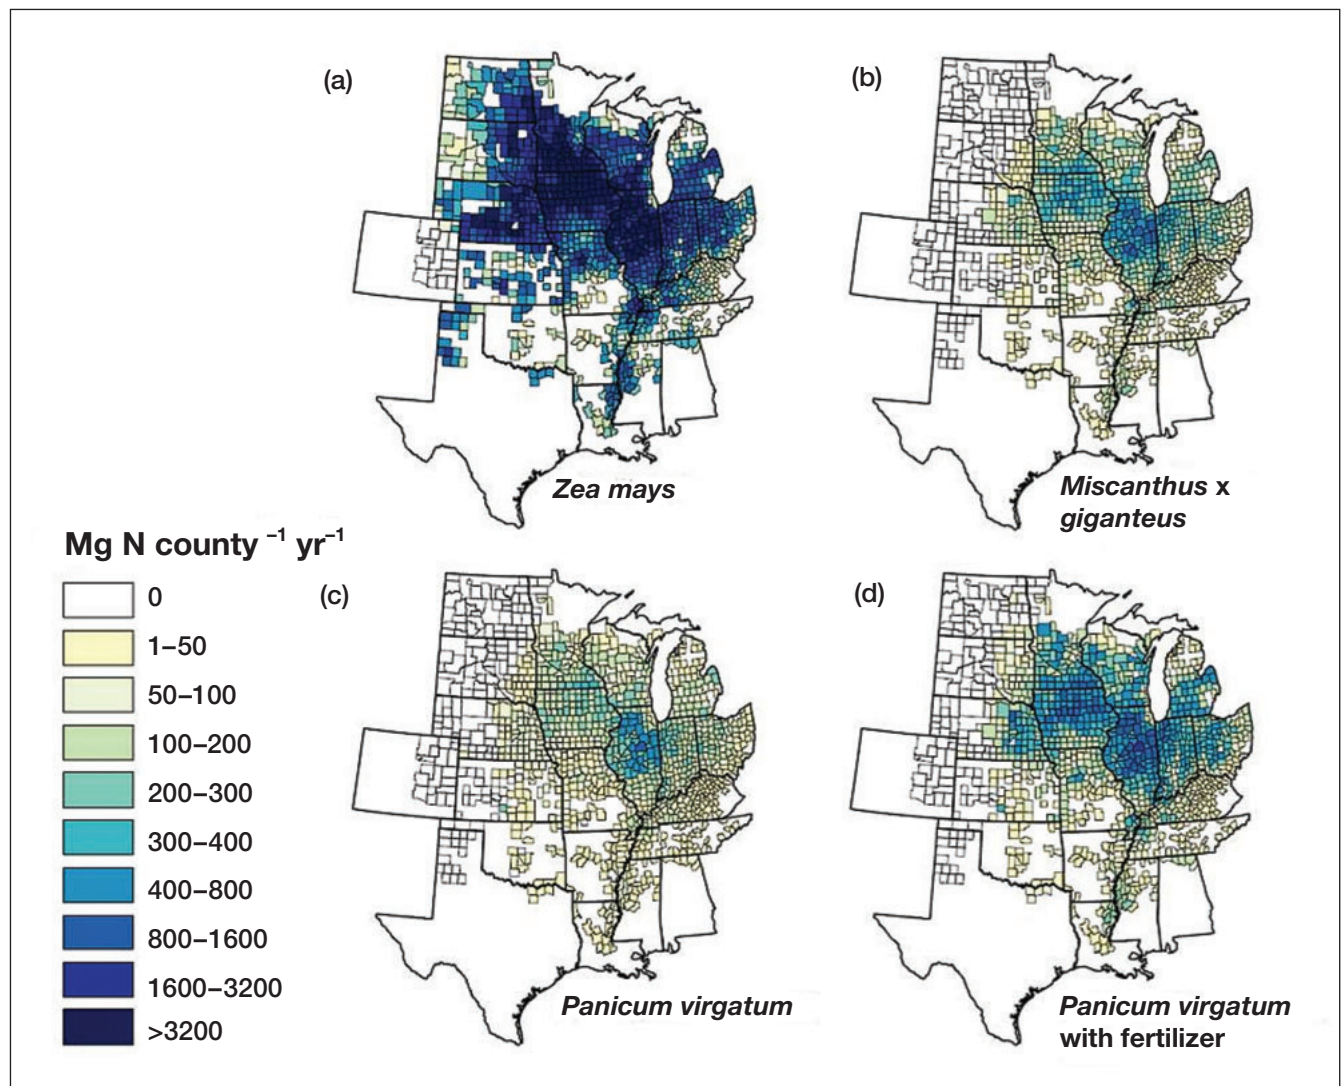 (a)
(b)
Zea mays
Miscanthus x
giganteus
Mg N county ⁻¹ yr⁻¹
0
1–50
50–100
100–200
200–300
300–400
400–800
800–1600
1600–3200
>3200
(c)
(d)
Panicum virgatum
Panicum virgatum
with fertilizer